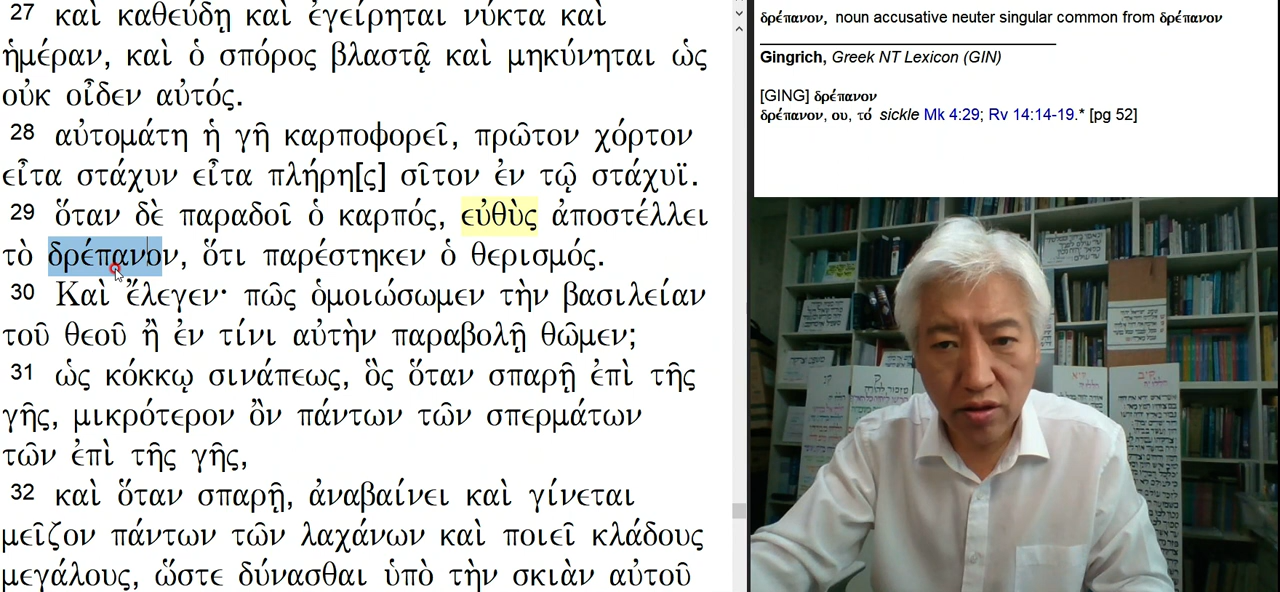 27 καὶ καθεύδῃ καὶ ἐγείρηται νύκτα καὶ
ἡμέραν, καὶ ὁ σπόρος βλαστᾷ καὶ μηκύνηται ὡς
οὐκ οἶδεν αὐτός.
28 αὐτομάτη ἡ γῆ καρποφορεῖ, πρῶτον χόρτον
εἶτα στάχυν εἶτα πλήρη[ς] σῖτον ἐν τῷ στάχυϊ.
29 ὅταν δὲ παραδοῖ ὁ καρπός, εὐθὺς ἀποστέλλει
τὸ δρέπανον, ὅτι παρέστηκεν ὁ θερισμός.
30 Καὶ ἔλεγεν· πῶς ὁμοιώσωμεν τὴν βασιλείαν
τοῦ θεοῦ ἢ ἐν τίνι αὐτὴν παραβολῇ θῶμεν;
31 ὡς κόκκῳ σινάπεως, ὃς ὅταν σπαρῇ ἐπὶ τῆς
γῆς, μικρότερον ὂν πάντων τῶν σπερμάτων
τῶν ἐπὶ τῆς γῆς,
32 καὶ ὅταν σπαρῇ, ἀναβαίνει καὶ γίνεται
μεῖζον πάντων τῶν λαχάνων καὶ ποιεῖ κλάδους
μεγάλους, ὥστε δύνασθαι ὑπὸ τὴν σκιὰν αὐτοῦ
δρέπανον, noun accusative neuter singular common from δρέπανον
Gingrich, Greek NT Lexicon (GIN)
[GING] δρέπανον
δρέπανον, ου, τό sickle Mk 4:29; Rv 14:14-19.* [pg 52]